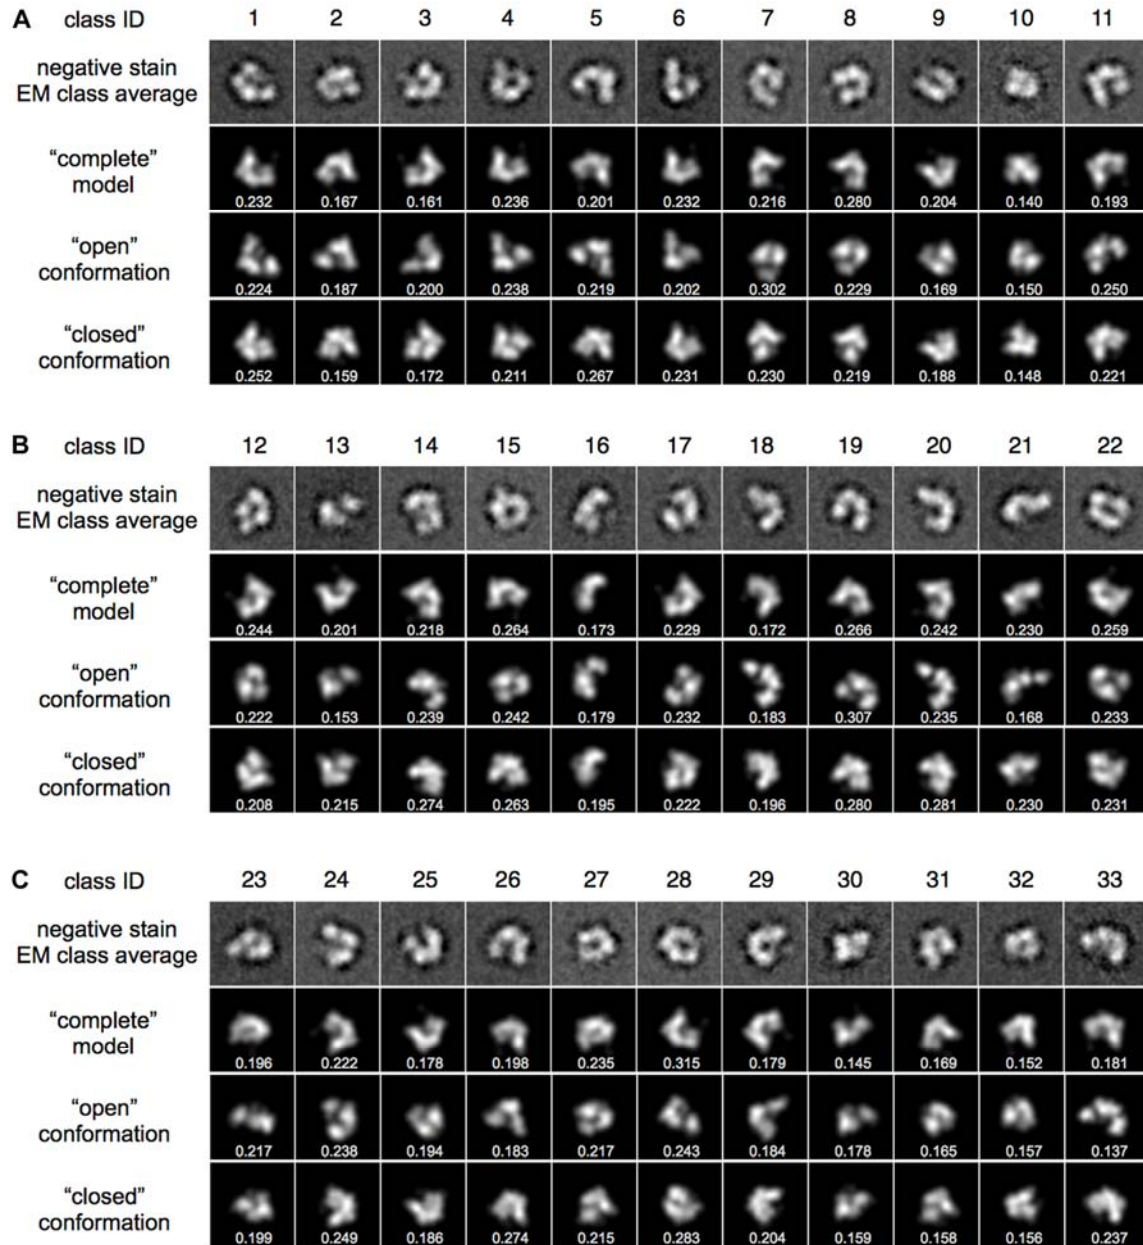 A class ID 1 2 3 4 5 6 7 8 9 10 11
negative stain
EM class average
“complete”
model
0.232 0.167 0.161 0.236 0.201 0.232 0.216 0.280 0.204 0.140 0.193
“open”
conformation
0.224 0.187 0.200 0.238 0.219 0.202 0.302 0.229 0.169 0.150 0.250
“closed”
conformation
0.252 0.159 0.172 0.211 0.267 0.231 0.230 0.219 0.188 0.148 0.221
B class ID 12 13 14 15 16 17 18 19 20 21 22
negative stain
EM class average
“complete”
model
0.244 0.201 0.218 0.264 0.173 0.229 0.172 0.266 0.242 0.230 0.259
“open”
conformation
0.222 0.153 0.239 0.242 0.179 0.232 0.183 0.307 0.235 0.168 0.233
“closed”
conformation
0.208 0.215 0.274 0.263 0.195 0.222 0.196 0.280 0.281 0.230 0.231
C class ID 23 24 25 26 27 28 29 30 31 32 33
negative stain
EM class average
“complete”
model
0.196 0.222 0.178 0.198 0.235 0.315 0.179 0.145 0.169 0.152 0.181
“open”
conformation
0.217 0.238 0.194 0.183 0.217 0.243 0.184 0.178 0.165 0.157 0.137
“closed”
conformation
0.199 0.249 0.186 0.274 0.215 0.283 0.204 0.159 0.158 0.156 0.237